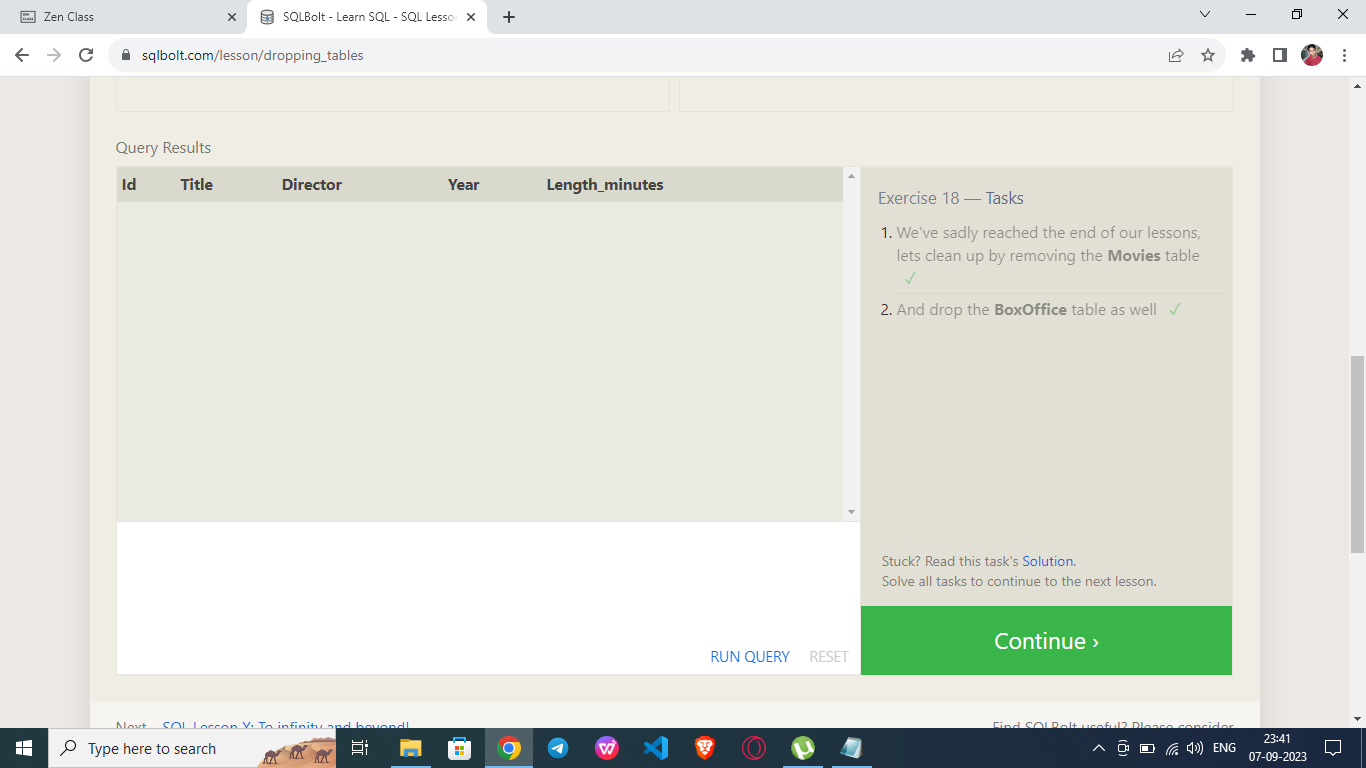 Zen Class
SQLBolt - Learn SQL - SQL Lesson
sqlbolt.com/lesson/dropping_tables
Query Results
Id Title Director Year Length_minutes
Exercise 18 — Tasks
1. We've sadly reached the end of our lessons,
lets clean up by removing the Movies table
✓
2. And drop the BoxOffice table as well ✓
Stuck? Read this task's Solution.
Solve all tasks to continue to the next lesson.
RUN QUERY RESET
Continue ›
Next – SQL Lesson X: To infinity and beyond!
Find SQLBolt useful? Please consider
Type here to search
ENG
23:41
07-09-2023